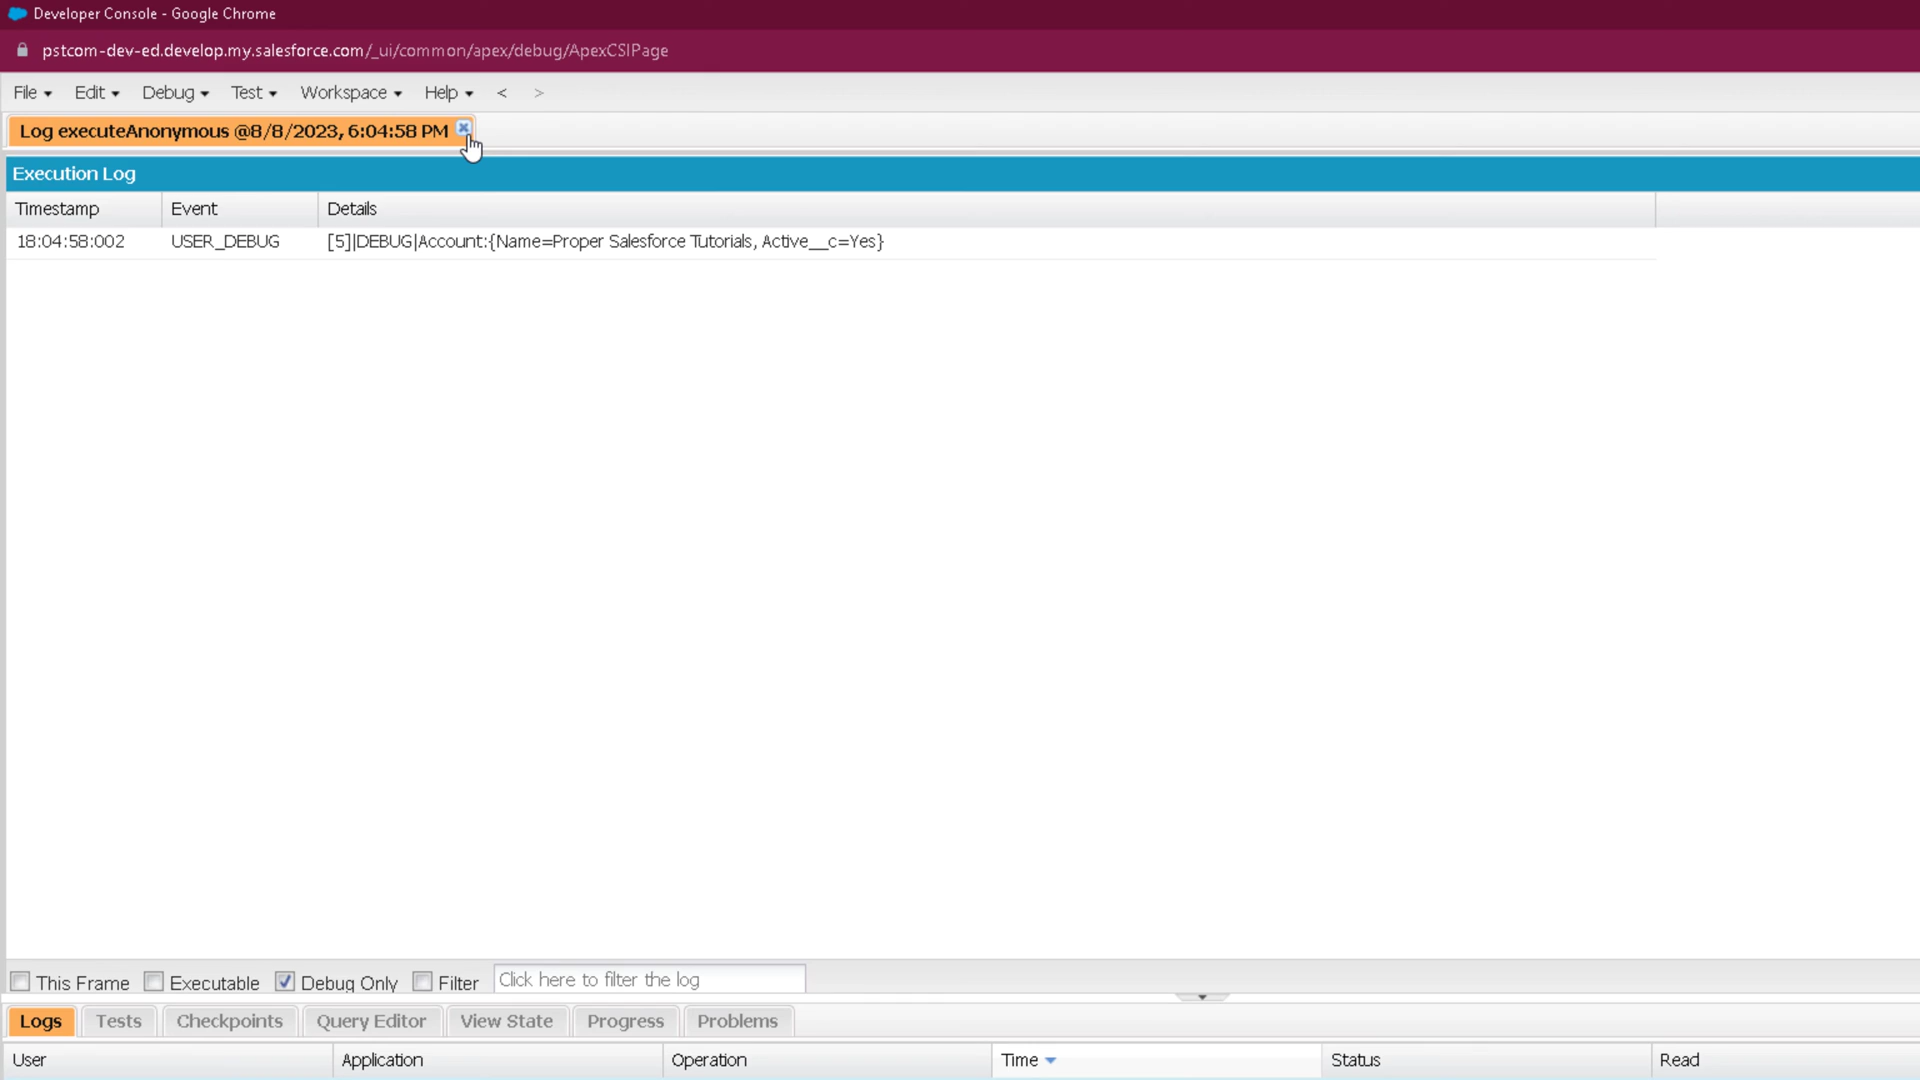 Developer Console - Google Chrome
pstcom-dev-ed.develop.my.salesforce.com/_ui/common/apex/debug/ApexCSIPage
File Edit Debug Test Workspace Help < >
Log executeAnonymous @8/8/2023, 6:04:58 PM
Execution Log
Timestamp Event Details
18:04:58:002 USER_DEBUG [5]|DEBUG|Account:{Name=Proper Salesforce Tutorials, Active__c=Yes}
This Frame Executable Debug Only Filter Click here to filter the log
Logs Tests Checkpoints Query Editor View State Progress Problems
User Application Operation Time Status Read